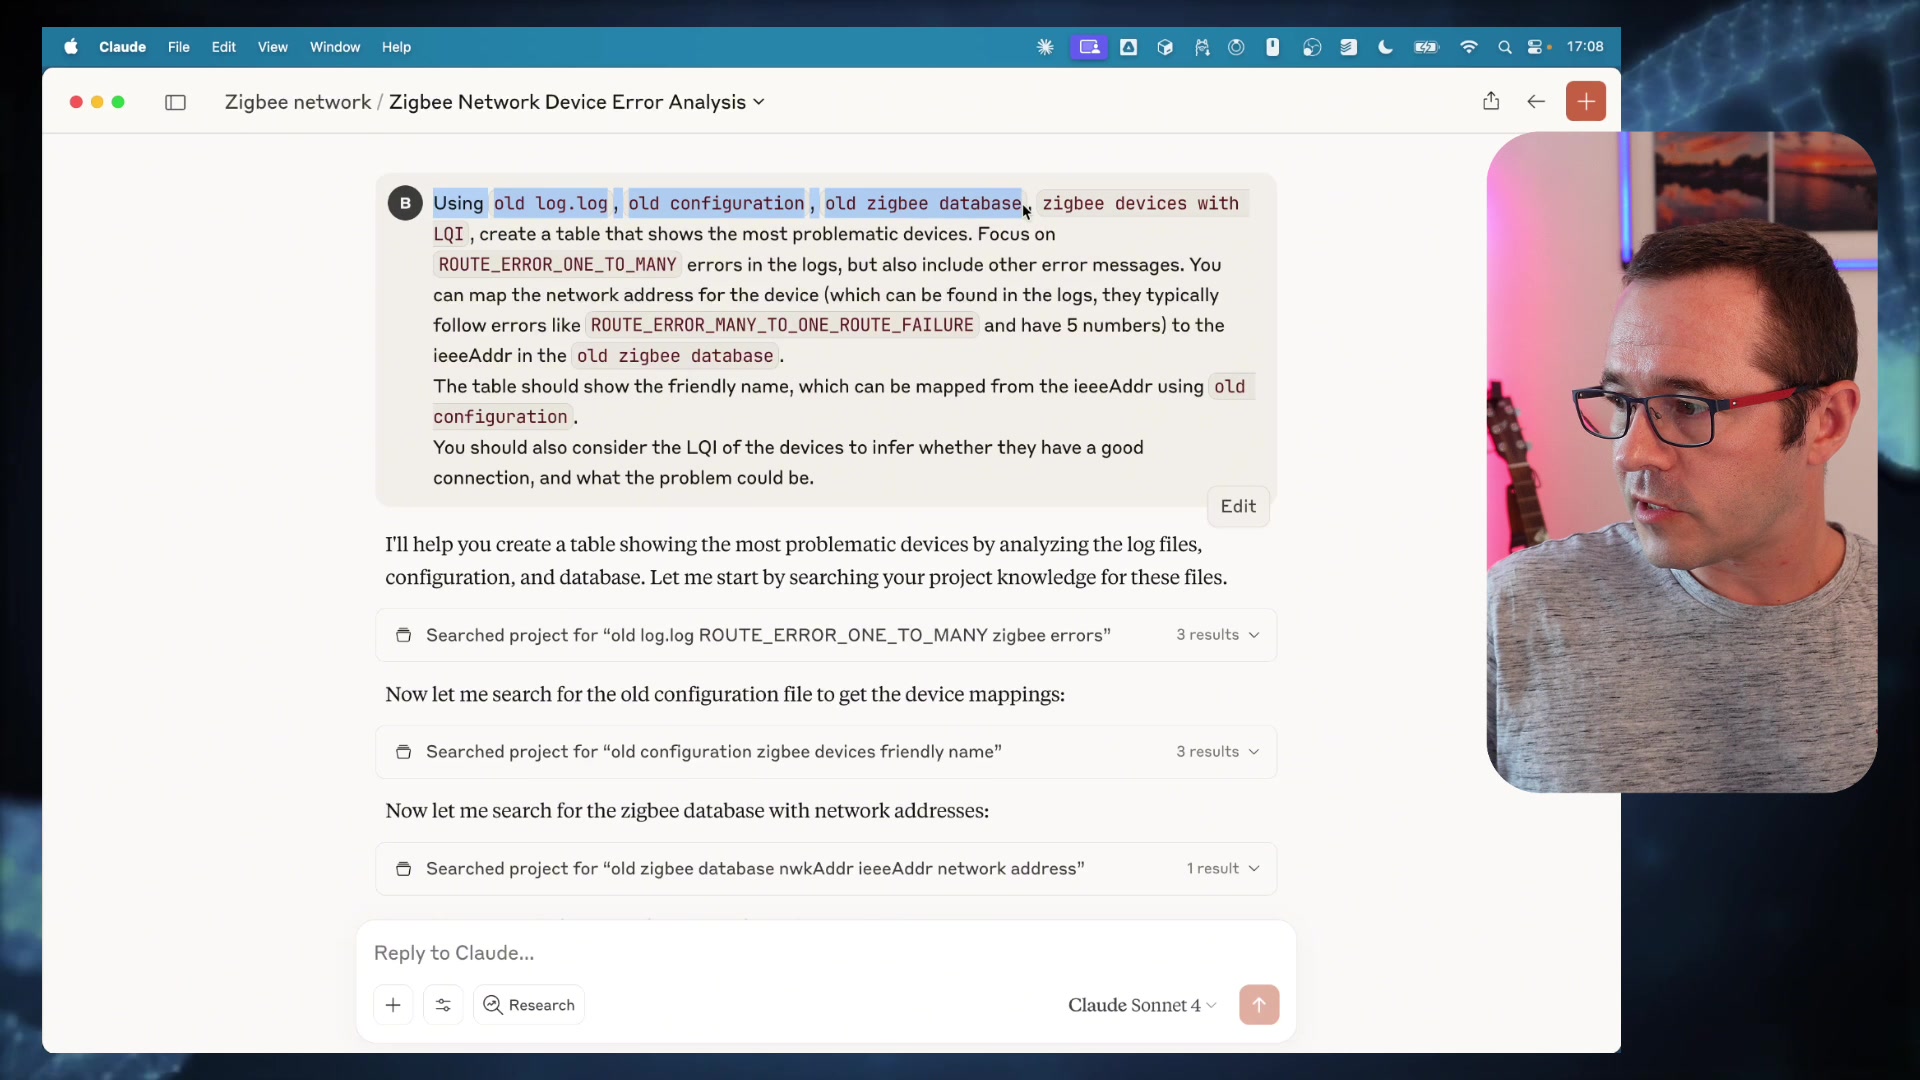 Claude File Edit View Window Help 17:08
Zigbee network / Zigbee Network Device Error Analysis
B
Using old log.log, old configuration, old zigbee database, zigbee devices with
LQI, create a table that shows the most problematic devices. Focus on
ROUTE_ERROR_ONE_TO_MANY errors in the logs, but also include other error messages. You
can map the network address for the device (which can be found in the logs, they typically
follow errors like ROUTE_ERROR_MANY_TO_ONE_ROUTE_FAILURE and have 5 numbers) to the
ieeeAddr in the old zigbee database.
The table should show the friendly name, which can be mapped from the ieeeAddr using old
configuration.
You should also consider the LQI of the devices to infer whether they have a good
connection, and what the problem could be.
Edit
I'll help you create a table showing the most problematic devices by analyzing the log files,
configuration, and database. Let me start by searching your project knowledge for these files.
Searched project for “old log.log ROUTE_ERROR_ONE_TO_MANY zigbee errors” 3 results
Now let me search for the old configuration file to get the device mappings:
Searched project for “old configuration zigbee devices friendly name” 3 results
Now let me search for the zigbee database with network addresses:
Searched project for “old zigbee database nwkAddr ieeeAddr network address” 1 result
Reply to Claude...
Research Claude Sonnet 4